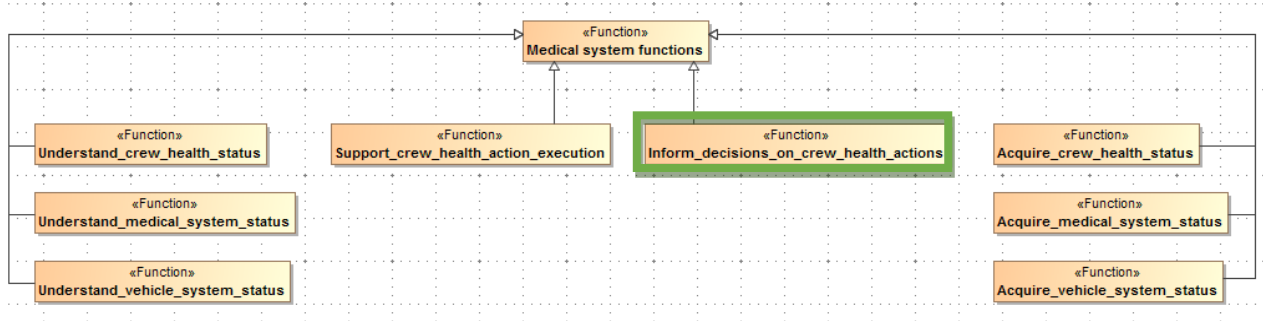 «Function»
Medical system functions
«Function»
Understand_crew_health_status
«Function»
Support_crew_health_action_execution
«Function»
Inform_decisions_on_crew_health_actions
«Function»
Acquire_crew_health_status
«Function»
Understand_medical_system_status
«Function»
Acquire_medical_system_status
«Function»
Understand_vehicle_system_status
«Function»
Acquire_vehicle_system_status